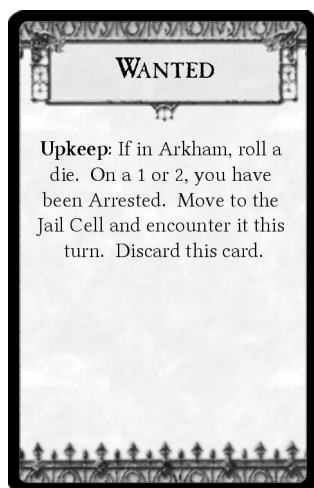 WANTED
Upkeep: If in Arkham, roll a
die.  On a 1 or 2, you have
been Arrested.  Move to the
Jail Cell and encounter it this
turn.  Discard this card.